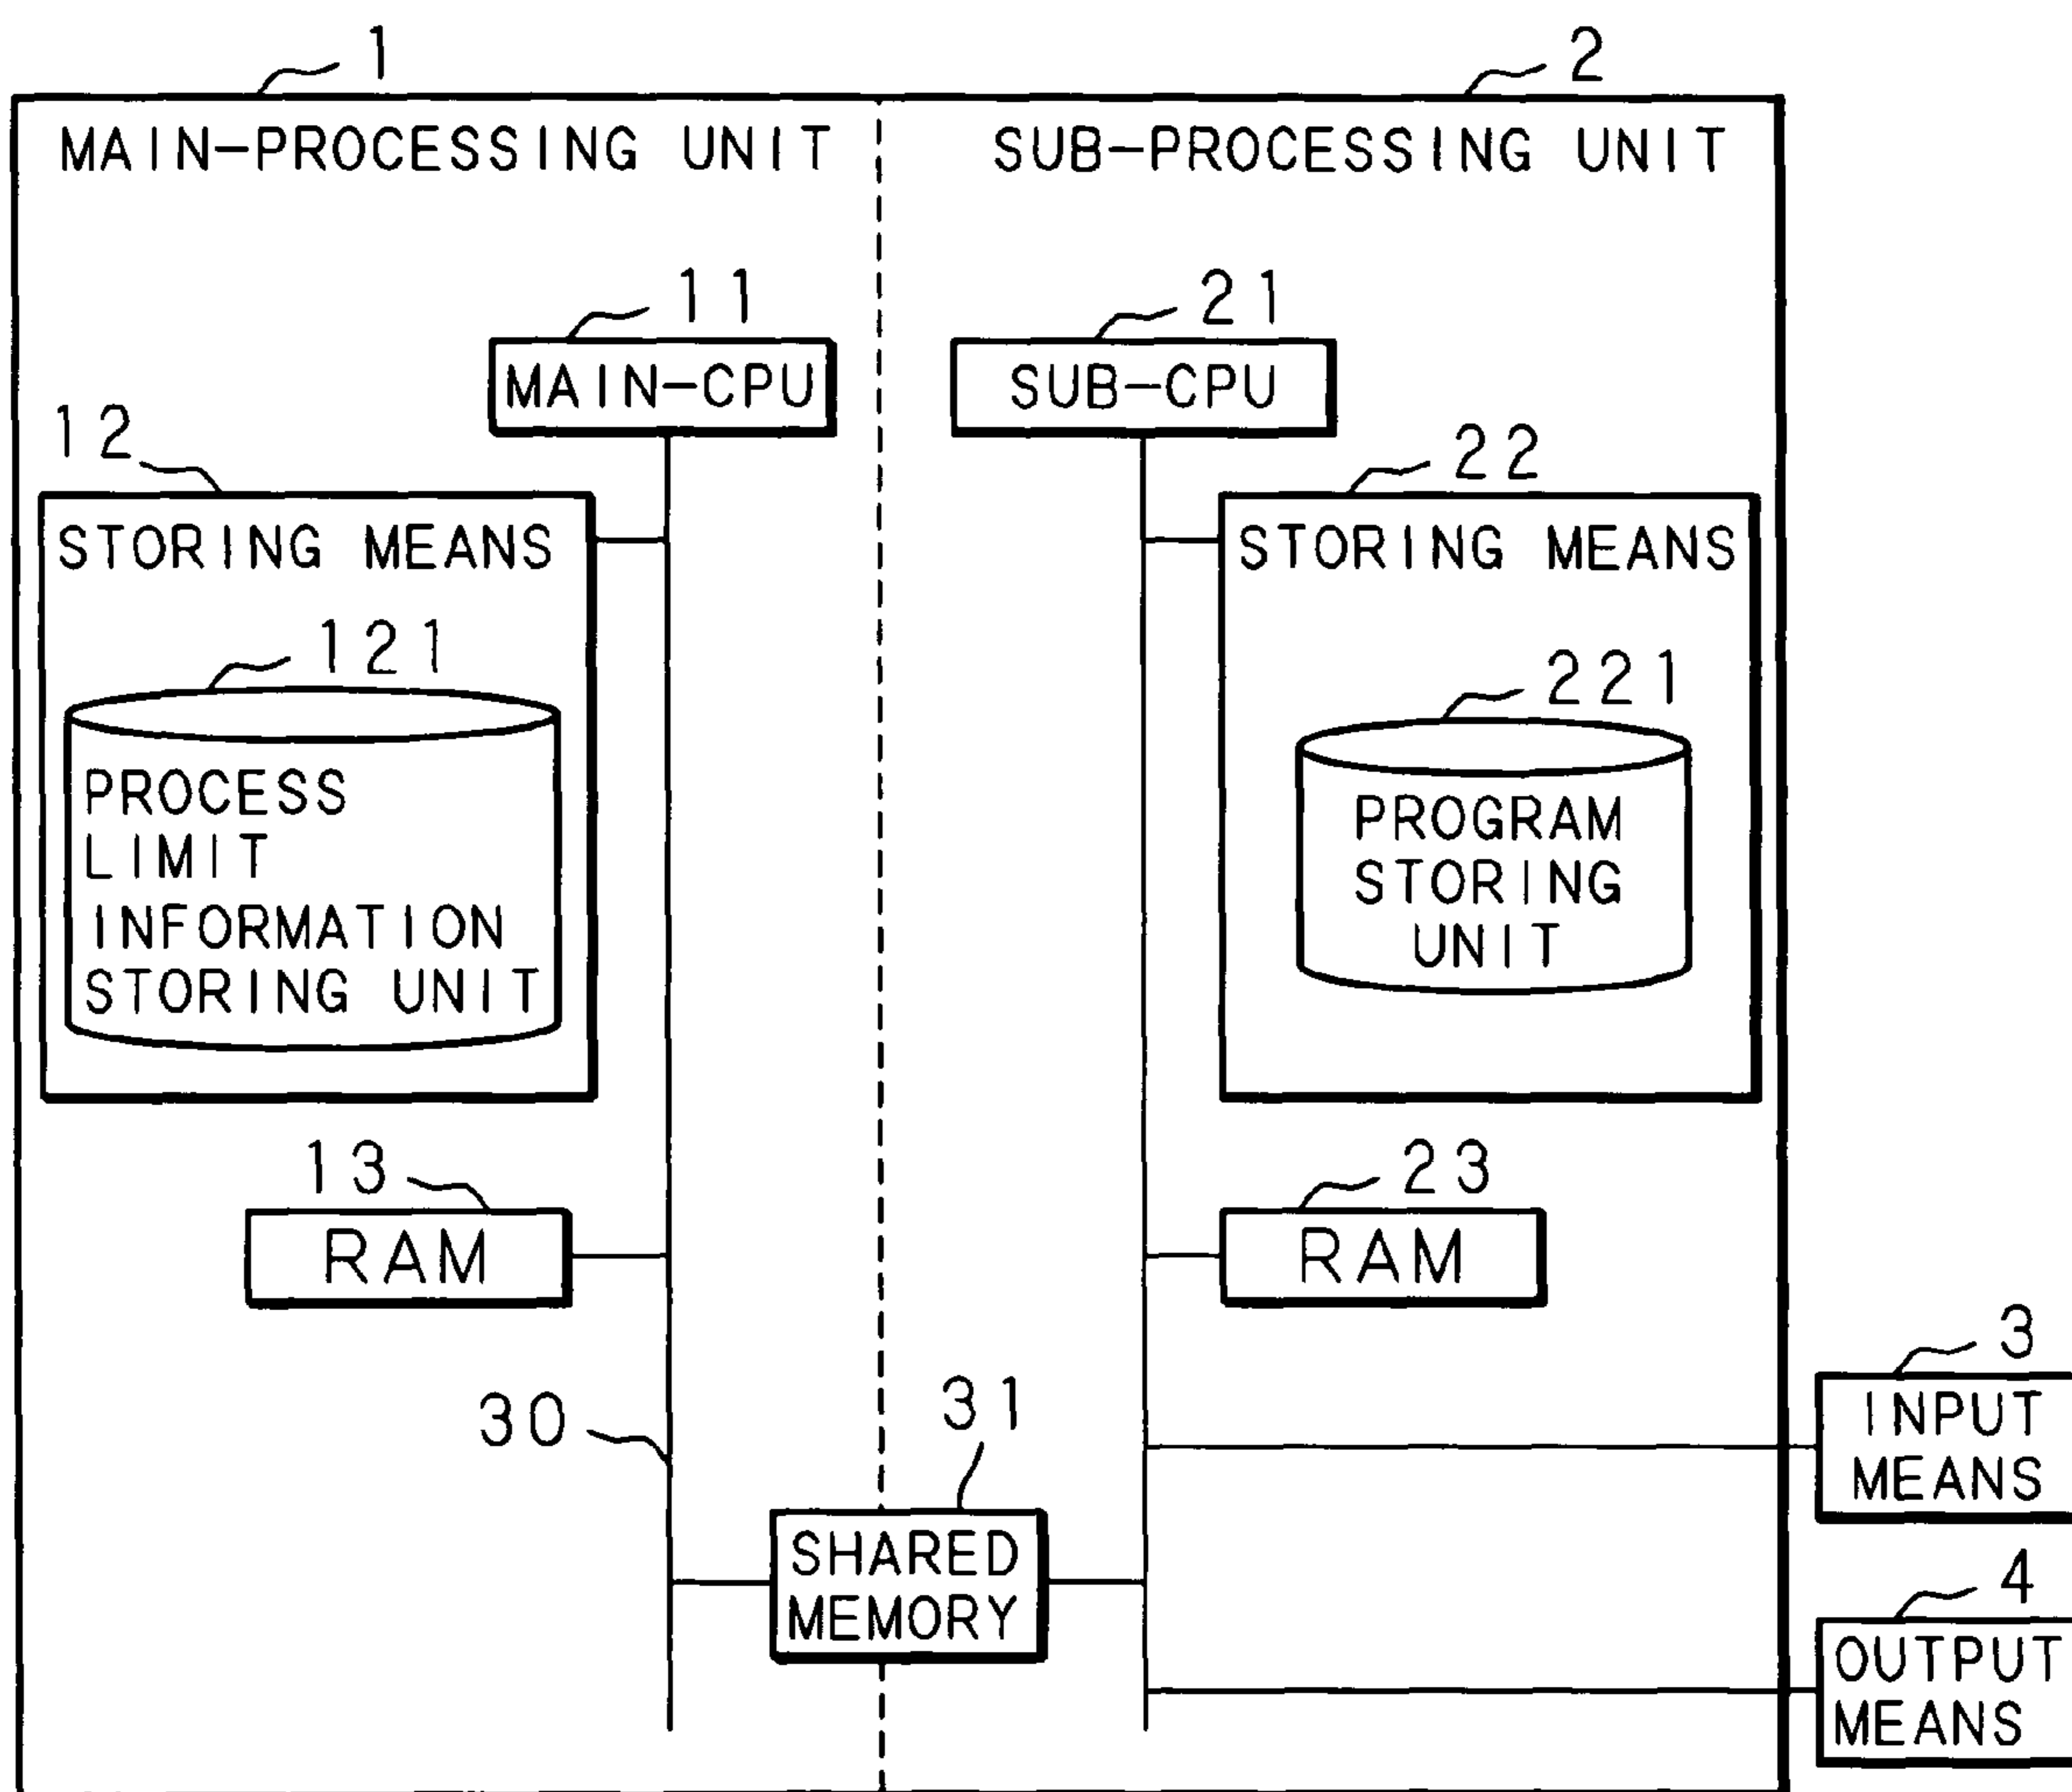 1
2
MAIN-PROCESSING UNIT
SUB-PROCESSING UNIT
11
MAIN-CPU
21
SUB-CPU
12
STORING MEANS
22
STORING MEANS
121
PROCESS
LIMIT
INFORMATION
STORING UNIT
221
PROGRAM
STORING
UNIT
13
RAM
23
RAM
30
31
SHARED
MEMORY
3
INPUT
MEANS
4
OUTPUT
MEANS